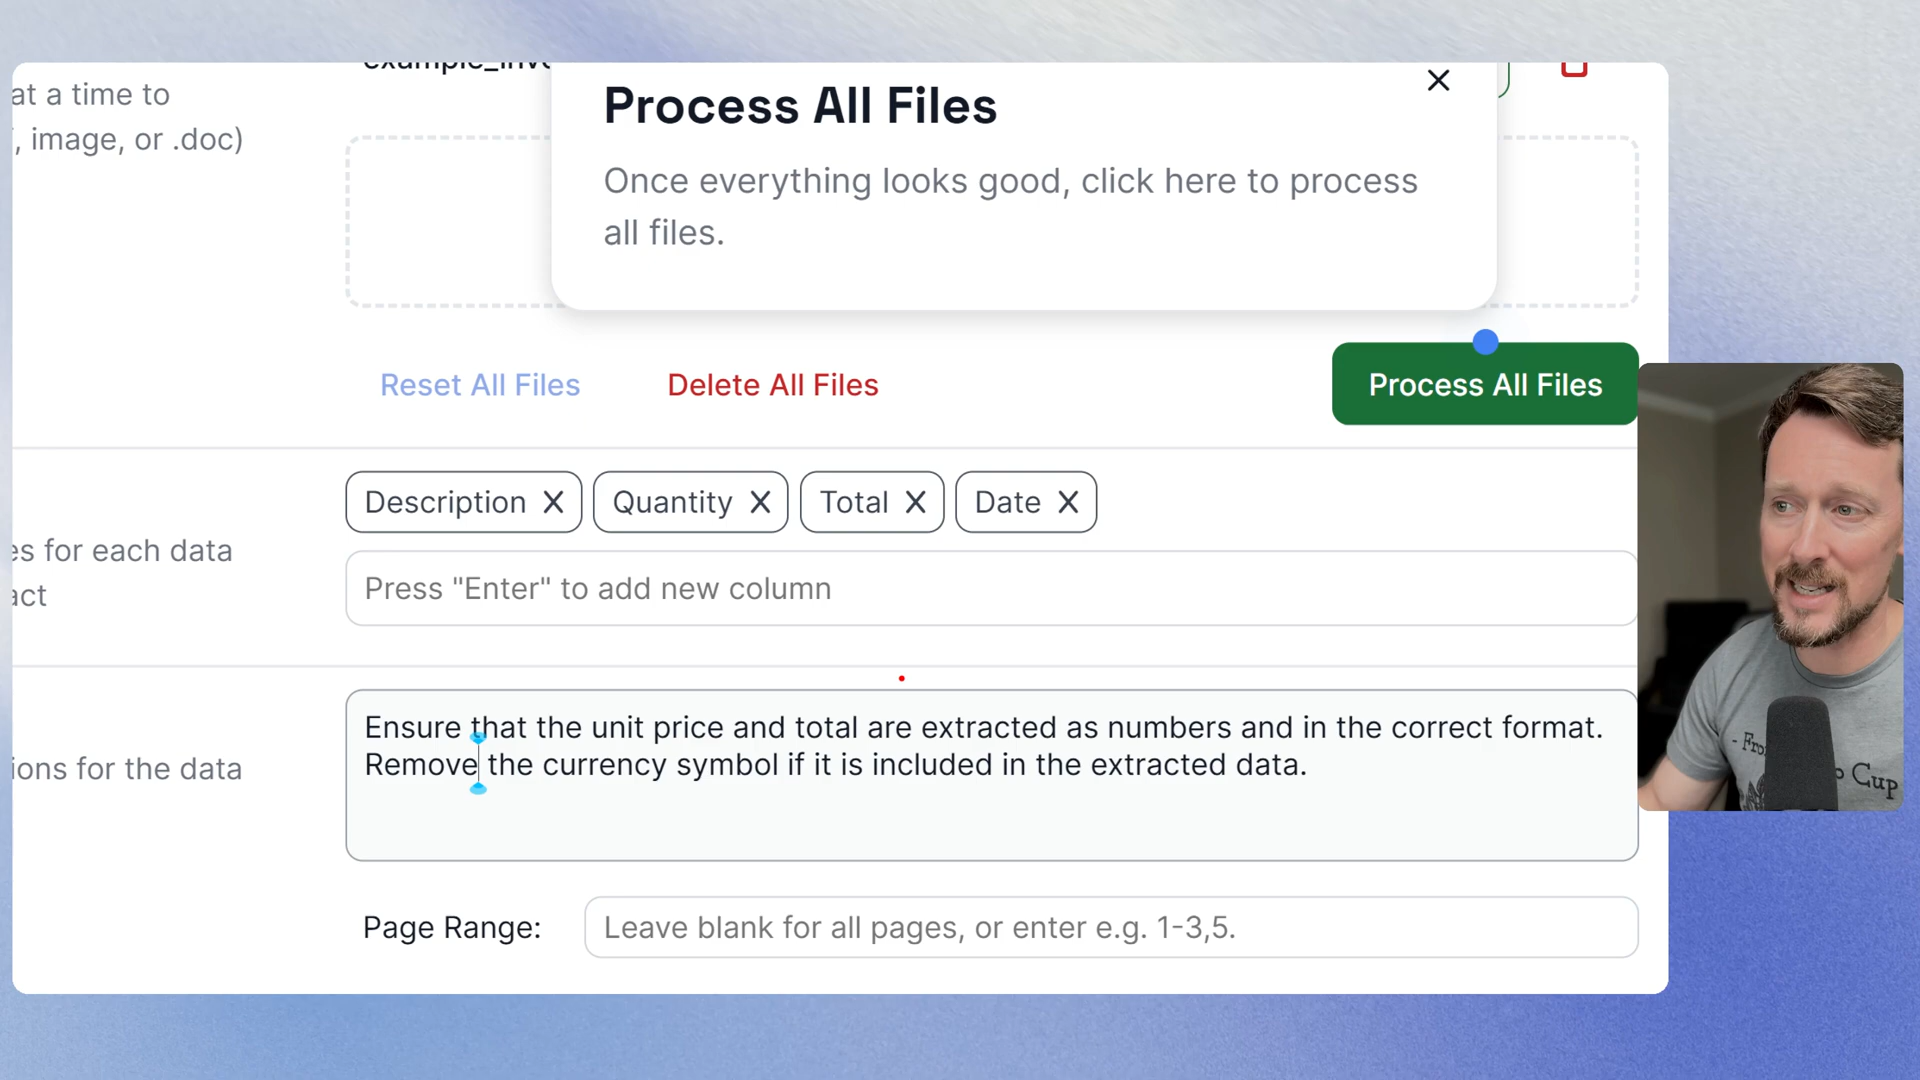 at a time to
, image, or .doc)
Process All Files
Once everything looks good, click here to process
all files.
Reset All Files
Delete All Files
Process All Files
Description
Quantity
Total
Date
es for each data
act
Press "Enter" to add new column
Ensure that the unit price and total are extracted as numbers and in the correct format.
Remove the currency symbol if it is included in the extracted data.
ions for the data
Page Range:
Leave blank for all pages, or enter e.g. 1-3,5.
Cup